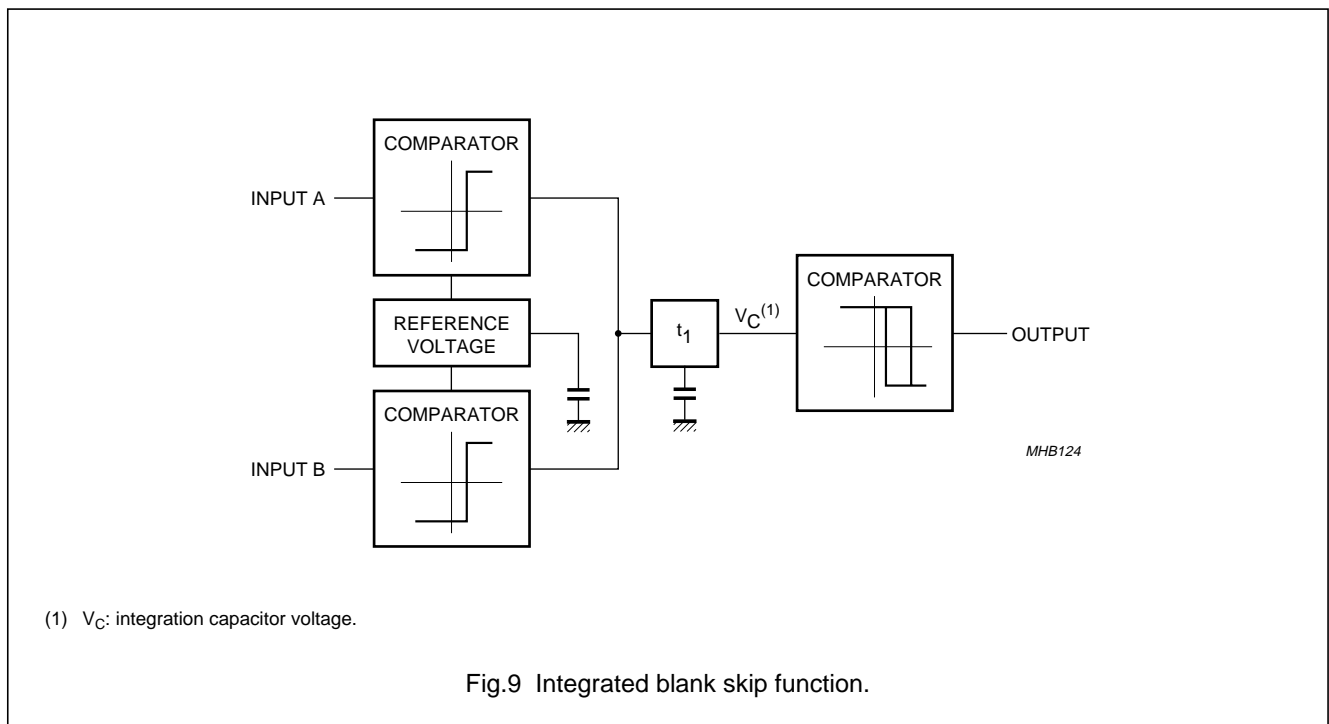 COMPARATOR
INPUT A
REFERENCE
VOLTAGE
COMPARATOR
INPUT B
t1
VC(1)
COMPARATOR
OUTPUT
MHB124
(1) VC: integration capacitor voltage.
Fig.9 Integrated blank skip function.